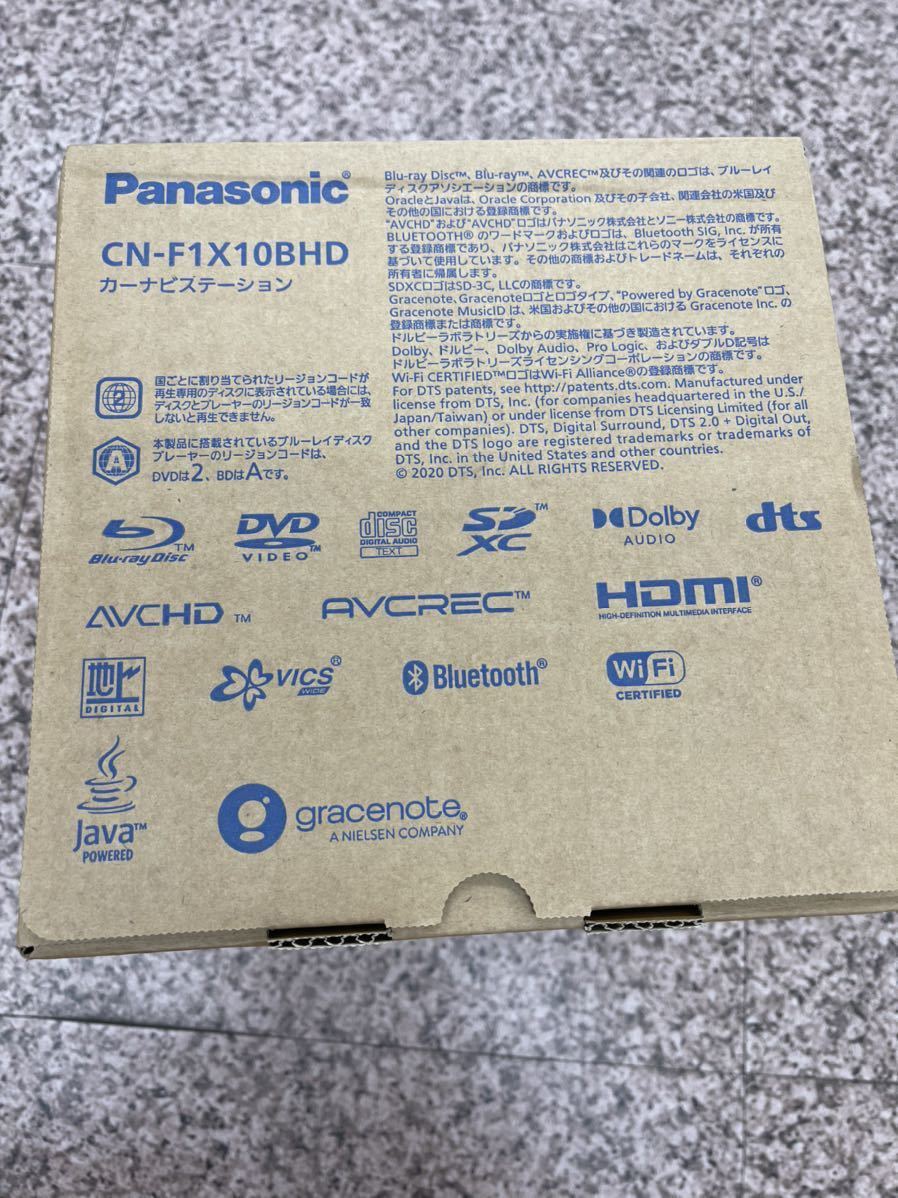 Panasonic®
CN-F1X10BHD
カーナビステーション
Blu-ray Disc™、Blu-ray™、AVCREC™及びその関連のロゴは、ブルーレイ
ディスクアソシエーションの商標です。
OracleとJavaは、Oracle Corporation 及びその子会社、関連会社の米国及び
その他の国における登録商標です。
"AVCHD"および"AVCHD"ロゴはパナソニック株式会社とソニー株式会社の商標です。
BLUETOOTH® のワードマークおよびロゴは、Bluetooth SIG, Inc. が所有
する登録商標であり、パナソニック株式会社はこれらのマークをライセンスに
基づいて使用しています。その他の商標およびトレードネームは、それぞれの
所有者に帰属します。
SDXCロゴはSD-3C, LLCの商標です。
Gracenote、Gracenoteロゴとロゴタイプ、"Powered by Gracenote"ロゴ、
Gracenote MusicID は、米国およびその他の国における Gracenote Inc. の
登録商標または商標です。
ドルビーラボラトリーズからの実施権に基づき製造されています。
Dolby、ドルビー、Dolby Audio、Pro Logic、およびダブルD記号は
ドルビーラボラトリーズライセンシングコーポレーションの商標です。
Wi-Fi CERTIFIED™ロゴはWi-Fi Alliance®の登録商標です。
For DTS patents, see http://patents.dts.com. Manufactured under
license from DTS, Inc. (for companies headquartered in the U.S./
Japan/Taiwan) or under license from DTS Licensing Limited (for all
other companies). DTS, Digital Surround, DTS 2.0 + Digital Out,
and the DTS logo are registered trademarks or trademarks of
DTS, Inc. in the United States and other countries.
© 2020 DTS, Inc. ALL RIGHTS RESERVED.
2
国ごとに割り当てられたリージョンコードが
再生専用のディスクに表示されている場合には、
ディスクとプレーヤーのリージョンコードが一致
しないと再生できません。
A
本製品に搭載されているブルーレイディスク
プレーヤーのリージョンコードは、
DVDは2、BDはAです。
Blu-ray Disc™
DVD VIDEO™
COMPACT disc DIGITAL AUDIO TEXT
SD XC™
Dolby AUDIO
dts
AVCHD™
AVCREC™
HDMI®
HIGH-DEFINITION MULTIMEDIA INTERFACE
地上 DIGITAL
VICS® WIDE
Bluetooth®
Wi Fi CERTIFIED
Java™ POWERED
gracenote®
A NIELSEN COMPANY